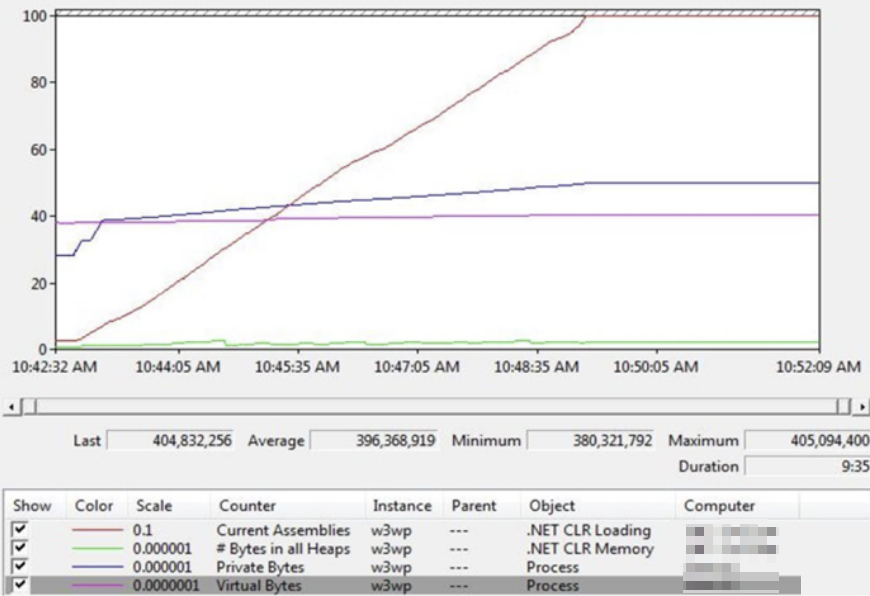 100
80
60
40
20
0
10:42:32 AM 10:44:05 AM 10:45:35 AM 10:47:05 AM 10:48:35 AM 10:50:05 AM 10:52:09 AM
Last 404,832,256 Average 396,368,919 Minimum 380,321,792 Maximum 405,094,400
Duration 9:35
Show Color Scale Counter Instance Parent Object Computer
0.1 Current Assemblies w3wp --- .NET CLR Loading
0.000001 # Bytes in all Heaps w3wp --- .NET CLR Memory
0.000001 Private Bytes w3wp --- Process
0.0000001 Virtual Bytes w3wp --- Process